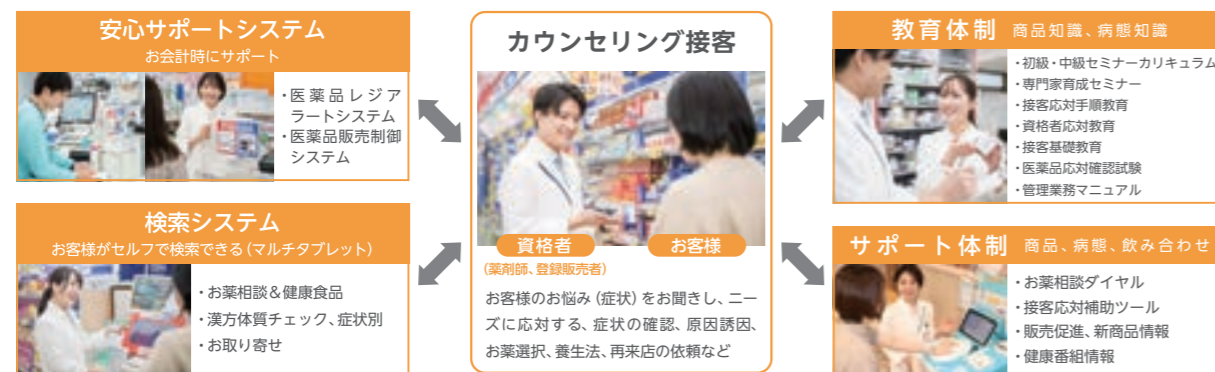 安心サポートシステム
お会計時にサポート
・医薬品レジア
ラートシステム
・医薬品販売制御
システム
検索システム
お客様がセルフで検索できる(マルチタブレット)
・お薬相談&健康食品
・漢方体質チェック、症状別
・お取り寄せ
カウンセリング接客
資格者
お客様
(薬剤師、登録販売者)
お客様のお悩み(症状)をお聞きし、ニー
ズに応対する、症状の確認、原因誘因、
お薬選択、養生法、再来店の依頼など
教育体制 商品知識、病態知識
・初級・中級セミナーカリキュラム
・専門家育成セミナー
・接客応対手順教育
・資格者応対教育
・接客基礎教育
・医薬品応対確認試験
・管理業務マニュアル
サポート体制 商品、病態、飲み合わせ
・お薬相談ダイヤル
・接客応対補助ツール
・販売促進、新商品情報
・健康番組情報